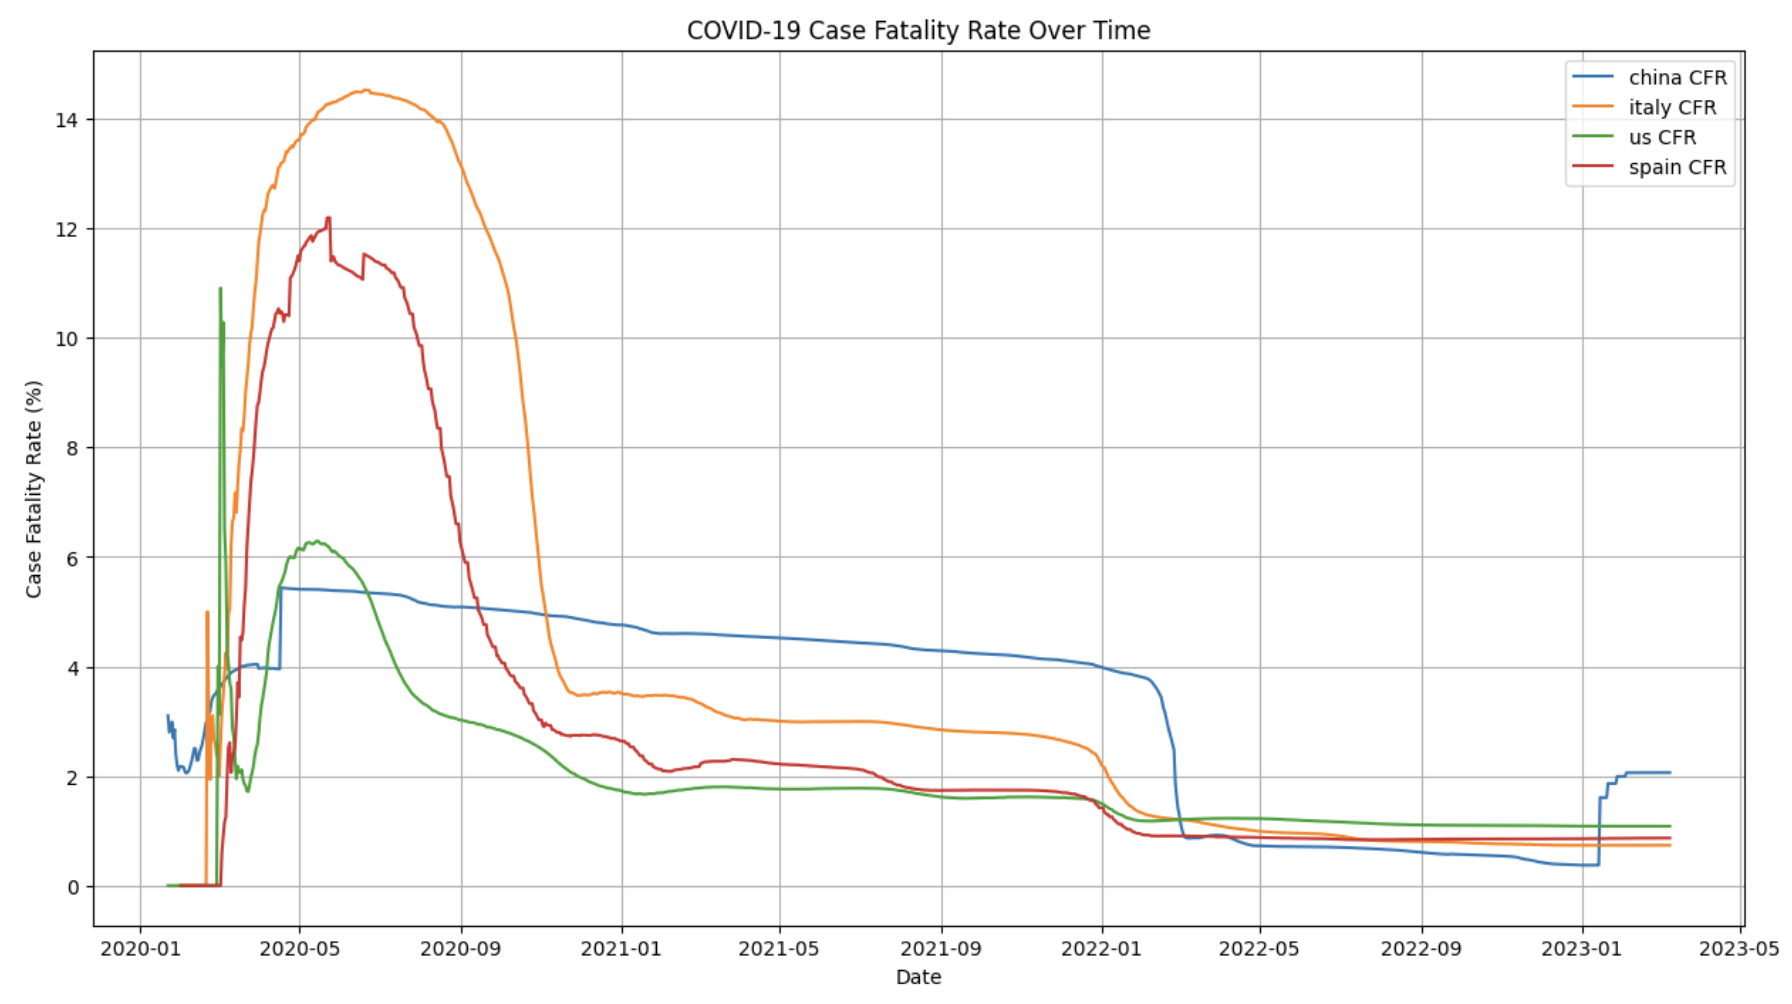 COVID-19 Case Fatality Rate Over Time
china CFR
italy CFR
us CFR
spain CFR
Case Fatality Rate (%)
14
12
10
8
6
4
2
0
2020-01 2020-05 2020-09 2021-01 2021-05 2021-09 2022-01 2022-05 2022-09 2023-01 2023-05
Date